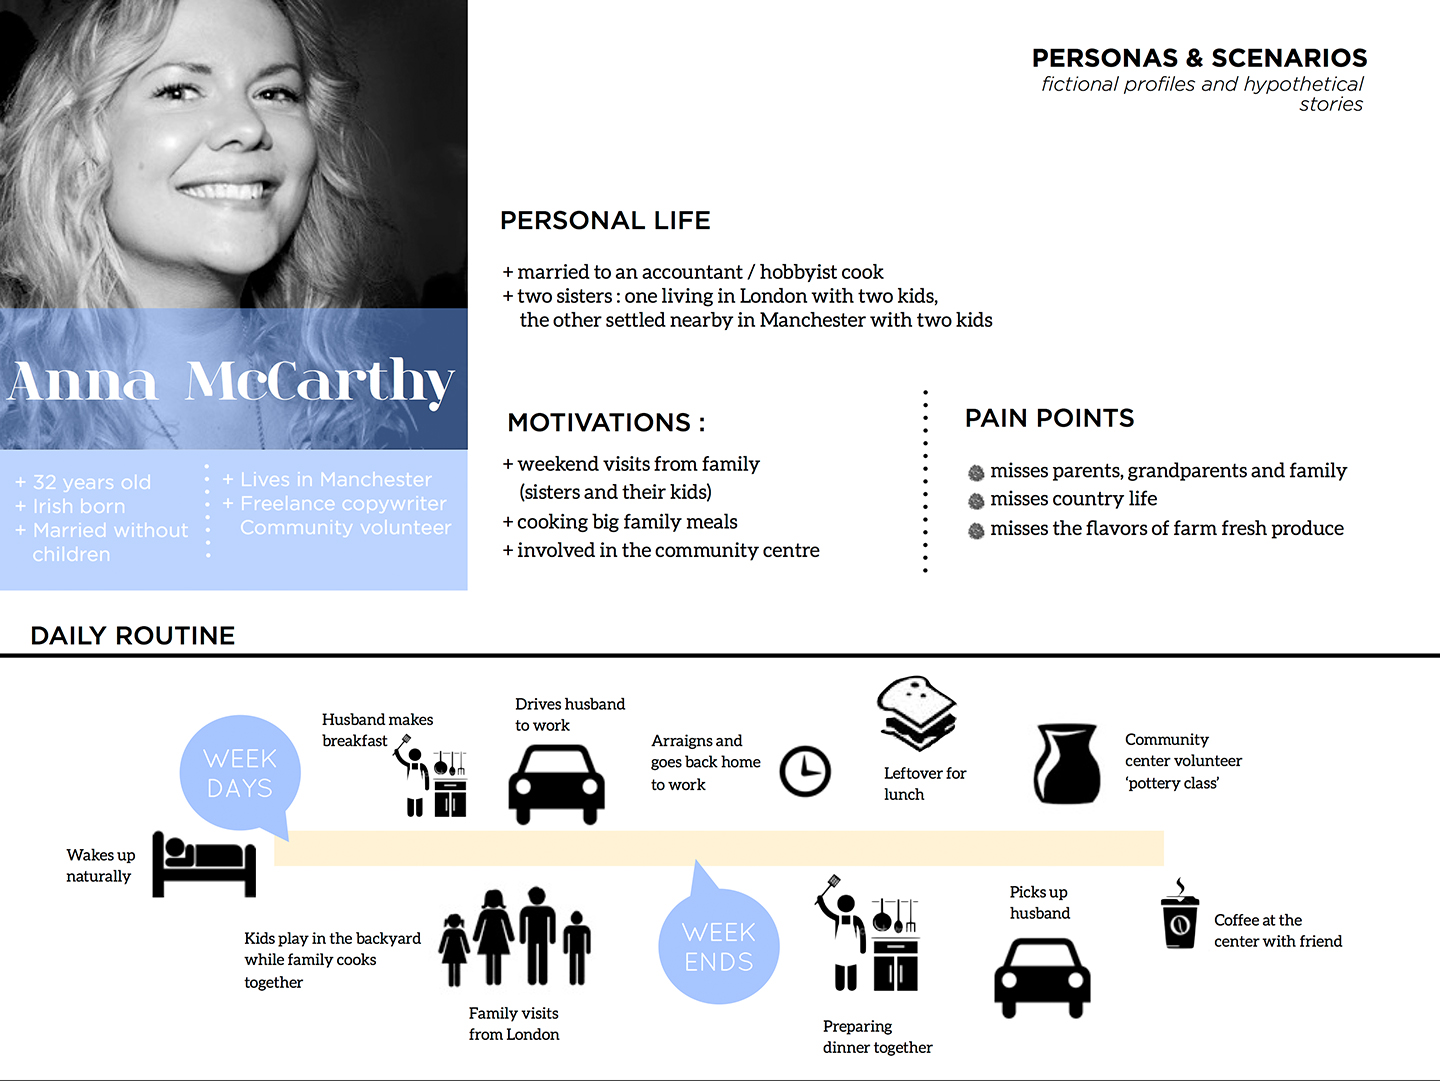 PERSONAS & SCENARIOS
fictional profiles and hypothetical
stories
PERSONAL LIFE
+ married to an accountant / hobbyist cook
+ two sisters : one living in London with two kids,
the other settled nearby in Manchester with two kids
Anna McCarthy
+ 32 years old
+ Irish born
+ Married without
children
+ Lives in Manchester
+ Freelance copywriter
Community volunteer
MOTIVATIONS :
+ weekend visits from family
(sisters and their kids)
+ cooking big family meals
+ involved in the community centre
PAIN POINTS
misses parents, grandparents and family
misses country life
misses the flavors of farm fresh produce
DAILY ROUTINE
WEEK
DAYS
Wakes up
naturally
Husband makes
breakfast
Drives husband
to work
Arraigns and
goes back home
to work
Leftover for
lunch
Community
center volunteer
‘pottery class’
Coffee at the
center with friend
Picks up
husband
Preparing
dinner together
WEEK
ENDS
Family visits
from London
Kids play in the backyard
while family cooks
together